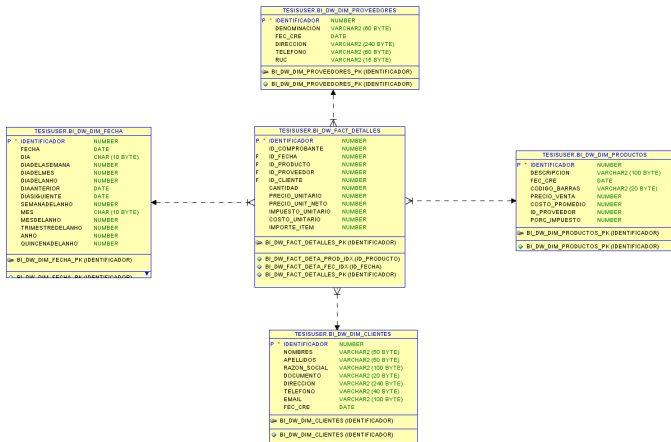 TESISUSER.BI_DW_DIM_PROVEEDORES
P * IDENTIFICADOR NUMBER
DENOMINACION VARCHAR2 (60 BYTE)
FEC_CRE DATE
DIRECCION VARCHAR2 (240 BYTE)
TELEFONO VARCHAR2 (60 BYTE)
RUC VARCHAR2 (15 BYTE)
BI_DW_DIM_PROVEEDORES_PK (IDENTIFICADOR)
BI_DW_DIM_PROVEEDORES_PK (IDENTIFICADOR)
TESISUSER.BI_DW_DIM_FECHA
P * IDENTIFICADOR NUMBER
FECHA DATE
DIA CHAR (10 BYTE)
DIADELASEMANA NUMBER
DIADELMES NUMBER
DIADELANHO NUMBER
DIAANTERIOR DATE
DIASIGUIENTE DATE
SEMANADELANHO NUMBER
MES CHAR (10 BYTE)
MESDELANHO NUMBER
TRIMESTREDELANHO NUMBER
ANHO NUMBER
QUINCENADELANHO NUMBER
BI_DW_DIM_FECHA_PK (IDENTIFICADOR)
BI_DW_DIM_FECHA_PK (IDENTIFICADOR)
TESISUSER.BI_DW_FACT_DETALLES
P * IDENTIFICADOR NUMBER
ID_COMPROBANTE NUMBER
F ID_FECHA NUMBER
F ID_PRODUCTO NUMBER
F ID_PROVEEDOR NUMBER
F ID_CLIENTE NUMBER
CANTIDAD NUMBER
PRECIO_UNITARIO NUMBER
PRECIO_UNIT_NETO NUMBER
IMPUESTO_UNITARIO NUMBER
COSTO_UNITARIO NUMBER
IMPORTE_ITEM NUMBER
BI_DW_FACT_DETALLES_PK (IDENTIFICADOR)
BI_DW_FACT_DETA_PROD_IDX (ID_PRODUCTO)
BI_DW_FACT_DETA_FEC_IDX (ID_FECHA)
BI_DW_FACT_DETALLES_PK (IDENTIFICADOR)
TESISUSER.BI_DW_DIM_PRODUCTOS
P * IDENTIFICADOR NUMBER
DESCRIPCION VARCHAR2 (100 BYTE)
FEC_CRE DATE
CODIGO_BARRAS VARCHAR2 (20 BYTE)
PRECIO_VENTA NUMBER
COSTO_PROMEDIO NUMBER
ID_PROVEEDOR NUMBER
PORC_IMPUESTO NUMBER
BI_DW_DIM_PRODUCTOS_PK (IDENTIFICADOR)
BI_DW_DIM_PRODUCTOS_PK (IDENTIFICADOR)
TESISUSER.BI_DW_DIM_CLIENTES
P * IDENTIFICADOR NUMBER
NOMBRES VARCHAR2 (50 BYTE)
APELLIDOS VARCHAR2 (50 BYTE)
RAZON_SOCIAL VARCHAR2 (100 BYTE)
DOCUMENTO VARCHAR2 (20 BYTE)
DIRECCION VARCHAR2 (240 BYTE)
TELEFONO VARCHAR2 (40 BYTE)
EMAIL VARCHAR2 (100 BYTE)
FEC_CRE DATE
BI_DW_DIM_CLIENTES (IDENTIFICADOR)
BI_DW_DIM_CLIENTES (IDENTIFICADOR)